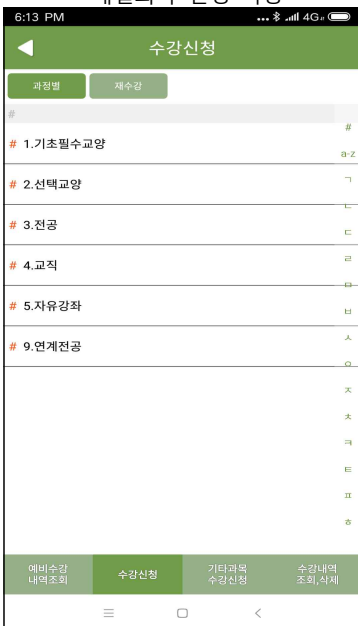 6:13 PM ... 4G
수강신청
과정별 재수강
#
# 1.기초필수교양
# 2.선택교양
# 3.전공
# 4.교직
# 5.자유강좌
# 9.연계전공
#
a-z
ㄱ
ㄴ
ㄷ
ㄹ
ㅁ
ㅂ
ㅅ
ㅇ
ㅈ
ㅊ
ㅋ
ㅌ
ㅍ
ㅎ
예비수강
내역조회
수강신청
기타과목
수강신청
수강내역
조회,삭제